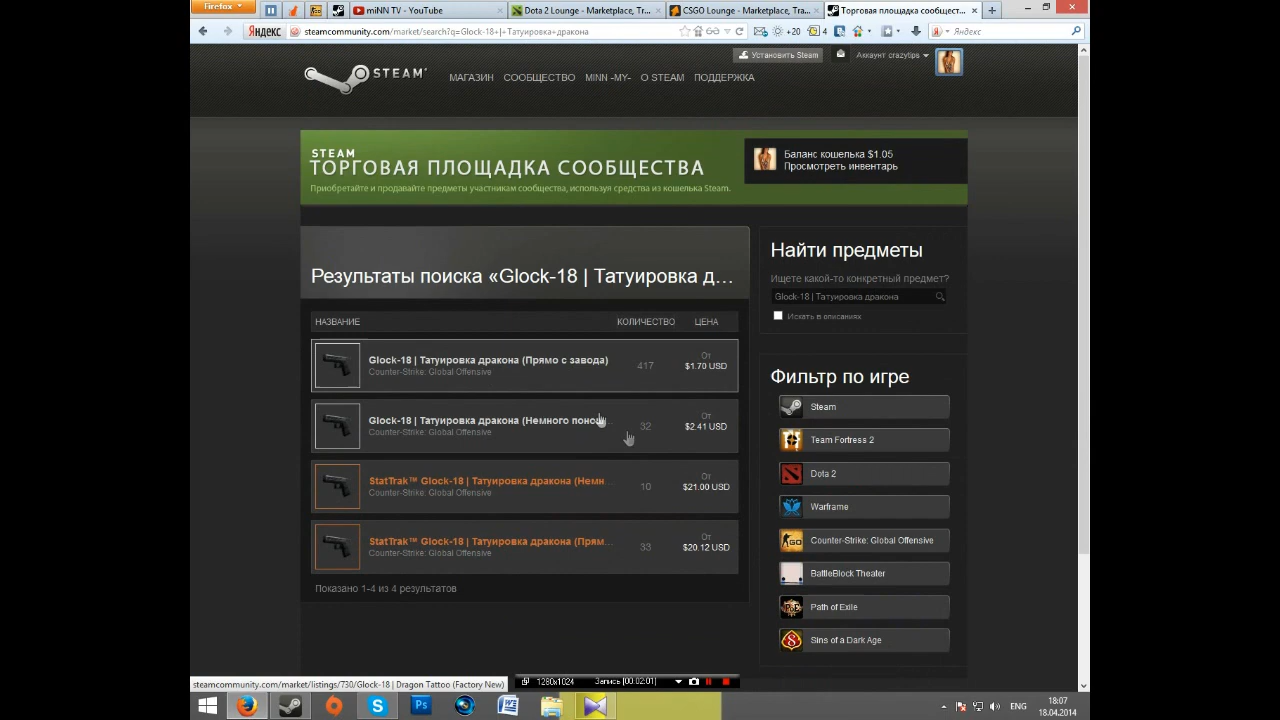 Firefox
miNN TV - YouTube
Dota 2 Lounge - Marketplace, Tr...
CSGO Lounge - Marketplace, Tra...
Торговая площадка сообщест...
Яндекс
steamcommunity.com/market/search?q=Glock-18+|+Татуировка+дракона
+20
4
Яндекс
Установить Steam
Аккаунт crazytips
STEAM
МАГАЗИН СООБЩЕСТВО MINN -MY- О STEAM ПОДДЕРЖКА
STEAM
ТОРГОВАЯ ПЛОЩАДКА СООБЩЕСТВА
Приобретайте и продавайте предметы участникам сообщества, используя средства из кошелька Steam.
Баланс кошелька $1.05
Просмотреть инвентарь
Результаты поиска «Glock-18 | Татуировка д…
НАЗВАНИЕ КОЛИЧЕСТВО ЦЕНА
Glock-18 | Татуировка дракона (Прямо с завода)
Counter-Strike: Global Offensive
417
От
$1.70 USD
Glock-18 | Татуировка дракона (Немного понош
Counter-Strike: Global Offensive
32
От
$2.41 USD
StatTrak™ Glock-18 | Татуировка дракона (Немн...
Counter-Strike: Global Offensive
10
От
$21.00 USD
StatTrak™ Glock-18 | Татуировка дракона (Прям...
Counter-Strike: Global Offensive
33
От
$20.12 USD
Показано 1-4 из 4 результатов
Найти предметы
Ищете какой-то конкретный предмет?
Glock-18 | Татуировка дракона
Искать в описаниях
Фильтр по игре
Steam
Team Fortress 2
Dota 2
Warframe
Counter-Strike: Global Offensive
BattleBlock Theater
Path of Exile
Sins of a Dark Age
steamcommunity.com/market/listings/730/Glock-18 | Dragon Tattoo (Factory New)
1280x1024
Запись [00:02:01]
ENG
18:07
18.04.2014